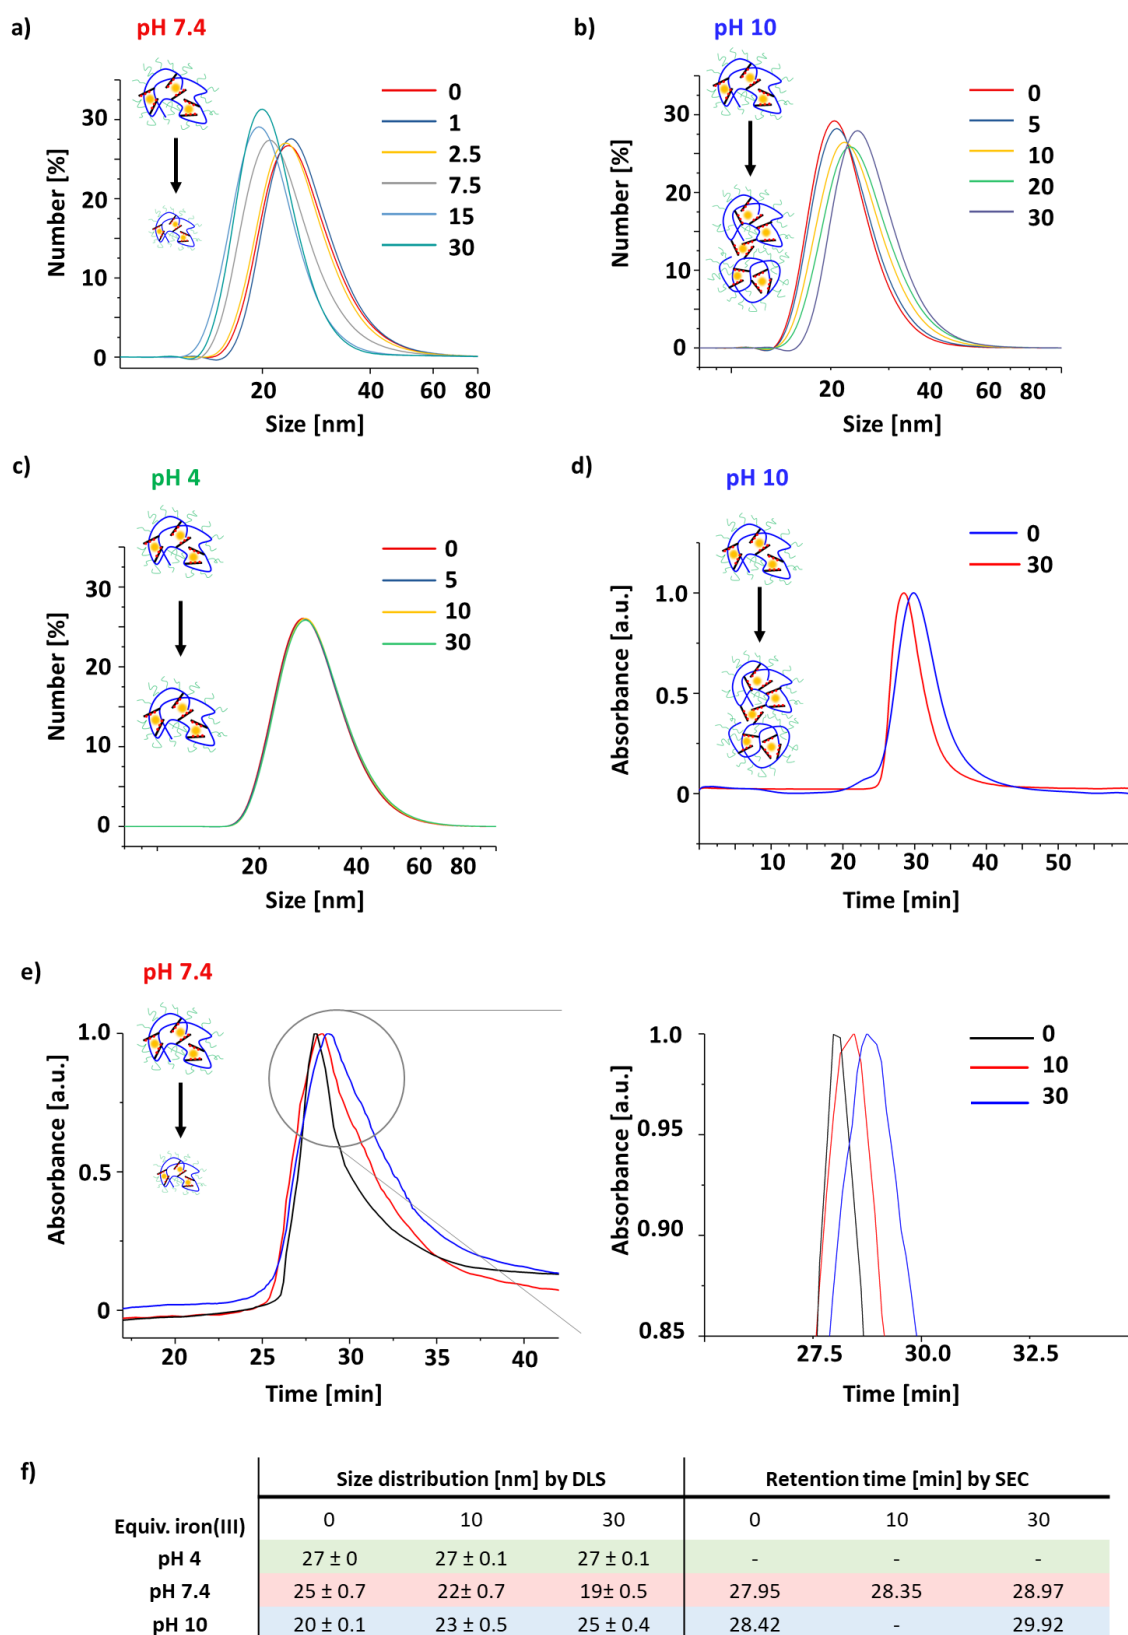 a)
pH 7.4
30
20
10
0
Number [%]
20
40
60
80
Size [nm]
0
1
2.5
7.5
15
30
b)
pH 10
30
20
10
0
Number [%]
20
40
60
80
Size [nm]
0
5
10
20
30
c)
pH 4
30
20
10
0
Number [%]
20
40
60
80
Size [nm]
0
5
10
30
d)
pH 10
1.0
0.5
0
Absorbance [a.u.]
10
20
30
40
50
Time [min]
0
30
e)
pH 7.4
1.0
0.5
0
Absorbance [a.u.]
20
25
30
35
40
Time [min]
1.0
0.95
0.90
0.85
Absorbance [a.u.]
27.5
30.0
32.5
Time [min]
0
10
30
f)
Size distribution [nm] by DLS Retention time [min] by SEC
Equiv. iron(III) 0 10 30 0 10 30
pH 4 27 ± 0 27 ± 0.1 27 ± 0.1 - - -
pH 7.4 25 ± 0.7 22± 0.7 19± 0.5 27.95 28.35 28.97
pH 10 20 ± 0.1 23 ± 0.5 25 ± 0.4 28.42 - 29.92